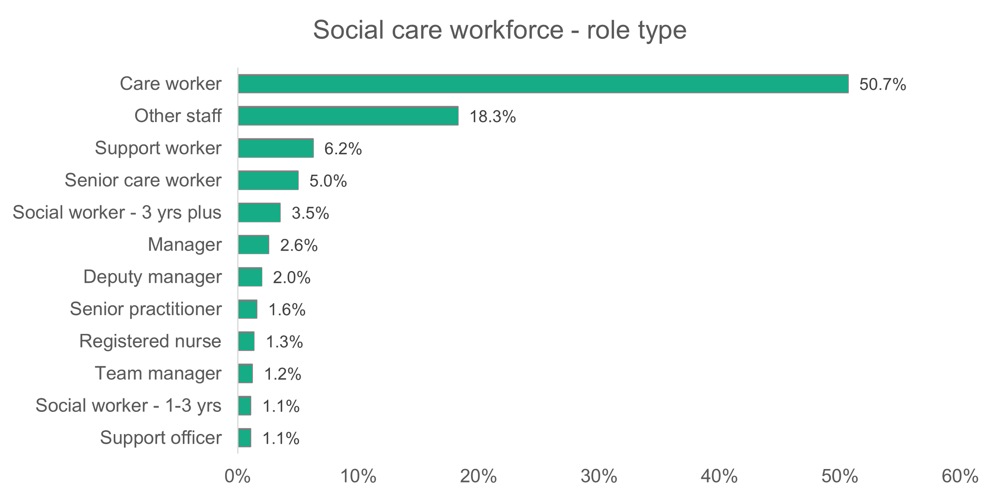 Social care workforce - role type
Care worker 50.7%
Other staff 18.3%
Support worker 6.2%
Senior care worker 5.0%
Social worker - 3 yrs plus 3.5%
Manager 2.6%
Deputy manager 2.0%
Senior practitioner 1.6%
Registered nurse 1.3%
Team manager 1.2%
Social worker - 1-3 yrs 1.1%
Support officer 1.1%
0% 10% 20% 30% 40% 50% 60%